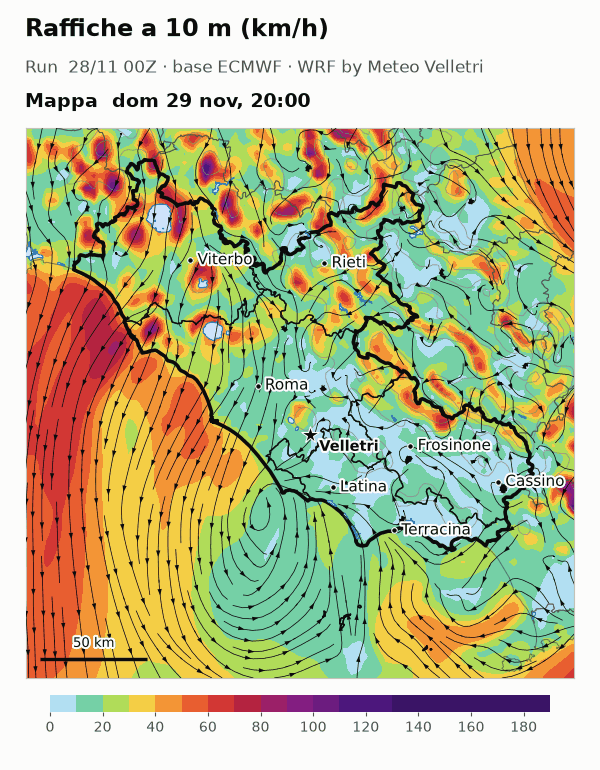 Raffiche a 10 m (km/h)
Run  28/11 00Z · base ECMWF · WRF by Meteo Velletri
Mappa  dom 29 nov, 20:00
Viterbo
Rieti
Roma
Velletri
Frosinone
Latina
Cassino
Terracina
50 km
0 20 40 60 80 100 120 140 160 180